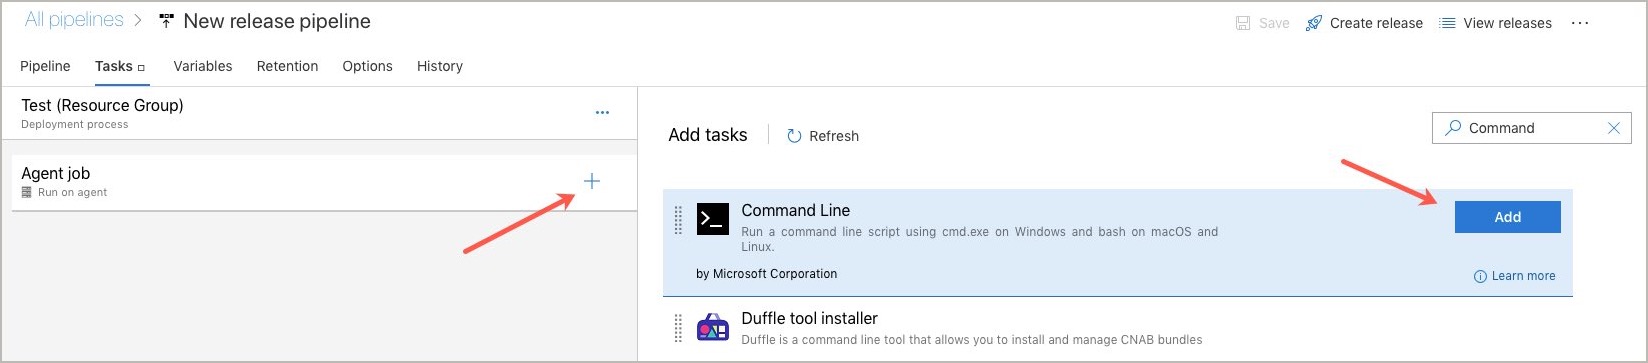 All pipelines > New release pipeline
Save Create release View releases ...
Pipeline Tasks Variables Retention Options History
Test (Resource Group)
Deployment process
...
Agent job
Run on agent
Add tasks Refresh
Command
Command Line
Run a command line script using cmd.exe on Windows and bash on macOS and
Linux.
by Microsoft Corporation
Add
Learn more
Duffle tool installer
Duffle is a command line tool that allows you to install and manage CNAB bundles